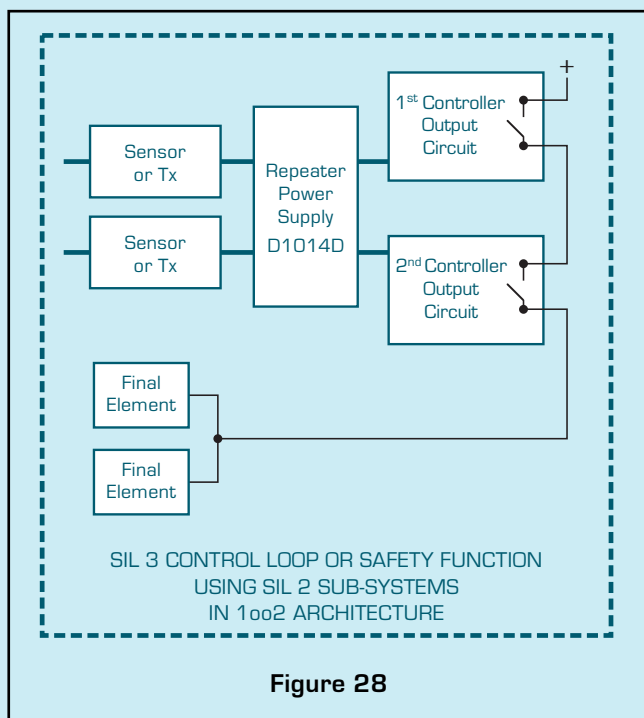 +
1st Controller
Output
Circuit
Sensor
or Tx
Repeater
Power
Supply
D1014D
Sensor
or Tx
2nd Controller
Output
Circuit
Final
Element
Final
Element
SIL 3 CONTROL LOOP OR SAFETY FUNCTION
USING SIL 2 SUB-SYSTEMS
IN 1oo2 ARCHITECTURE
Figure 28